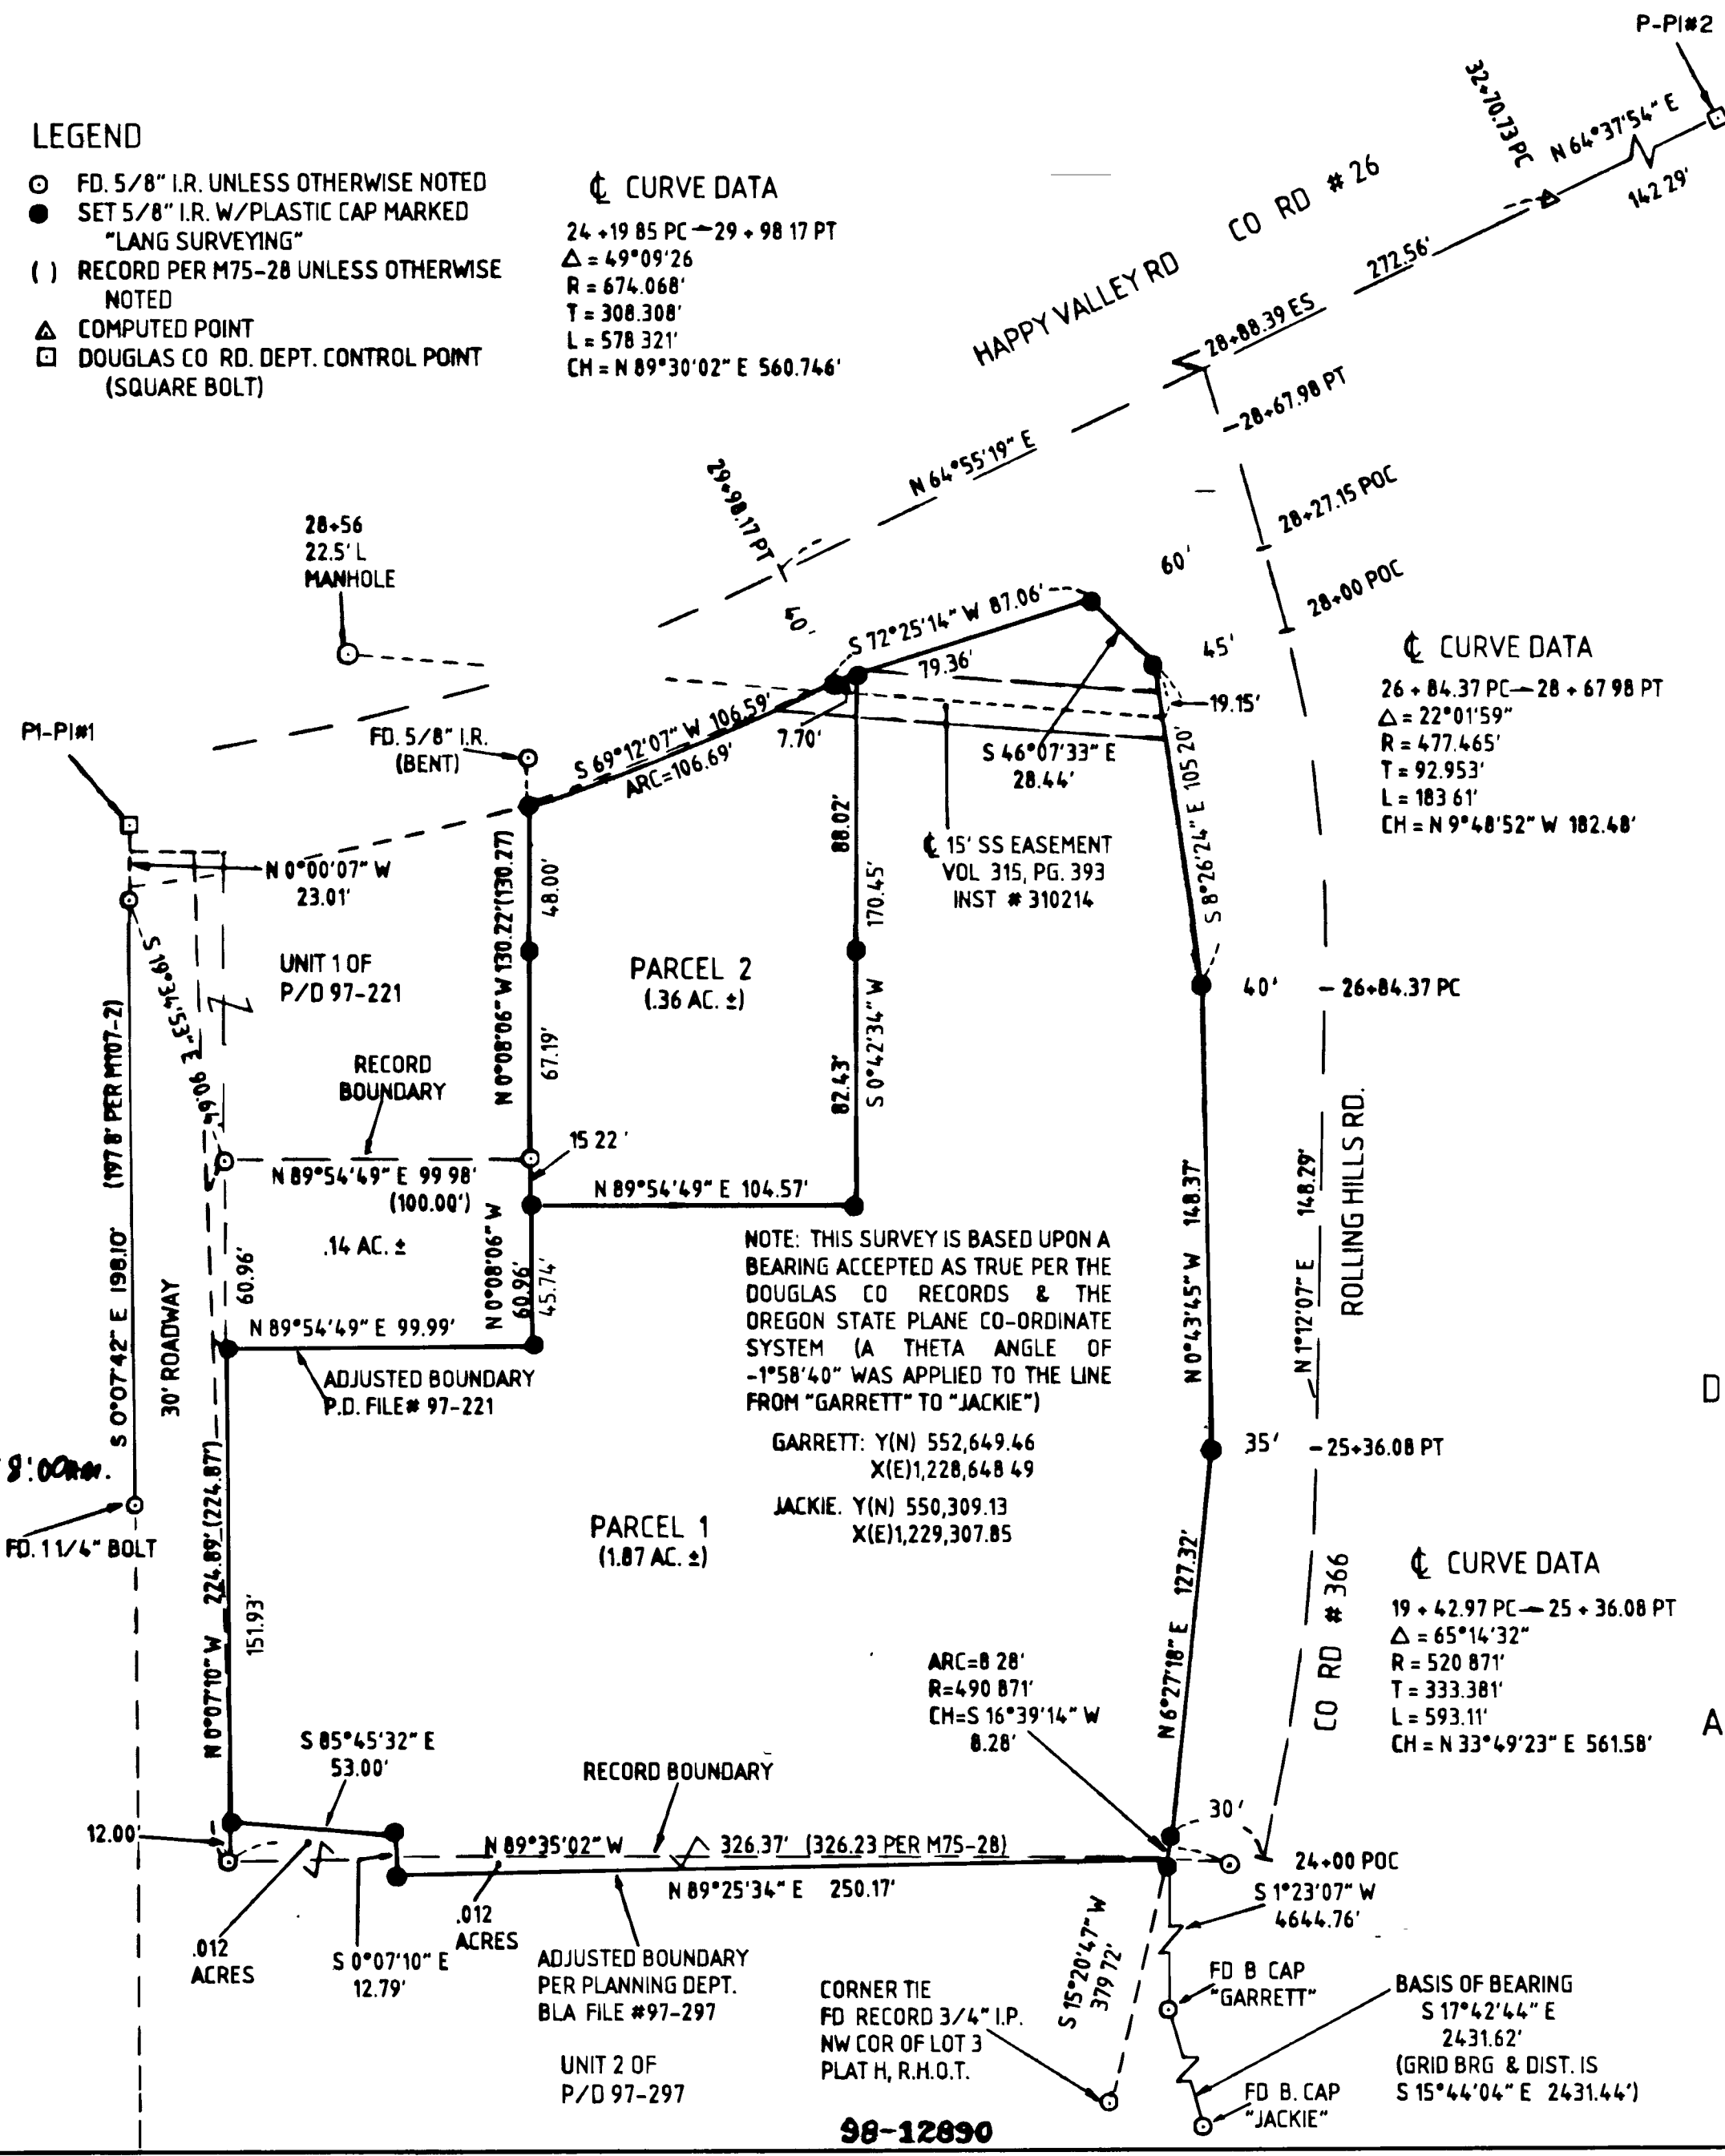 P-PI#2
32+70.73 PC
N 64°37'54" E
142 29'
LEGEND
FD. 5/8" I.R. UNLESS OTHERWISE NOTED
SET 5/8" I.R. W/PLASTIC CAP MARKED
"LANG SURVEYING"
( ) RECORD PER M75-28 UNLESS OTHERWISE
NOTED
COMPUTED POINT
DOUGLAS CO RD. DEPT. CONTROL POINT
(SQUARE BOLT)
℄ CURVE DATA
24 +19 85 PC — 29 + 98 17 PT
Δ = 49°09'26
R = 674.068'
T = 308.308'
L = 578 321'
CH = N 89°30'02" E 560.746'
HAPPY VALLEY RD CO RD # 26
272.56'
28+88.39 ES
28+67.98 PT
N 64°55'19" E
28+27.15 POC
28+00 POC
29+98.17 PT
60'
40'
45'
28+56
22.5' L
MANHOLE
S 72°25'14" W 87.06'
79.36'
19.15'
7.70'
S 46°07'33" E
28.44'
S 69°12'07" W 106.59'
ARC=106.69'
FD. 5/8" I.R.
(BENT)
P1-PI#1
N 0°00'07" W
23.01'
℄ CURVE DATA
26 + 84.37 PC — 28 + 67 98 PT
Δ = 22°01'59"
R = 477.465'
T = 92.953'
L = 183 61'
CH = N 9°48'52" W 182.48'
S 8°26'24" E 105 20'
℄ 15' SS EASEMENT
VOL 315, PG. 393
INST # 310214
88.02'
170.45'
82.43'
S 0°42'34" W
N 0°08'06" W 130.22' (130.27)
48.00'
67.19'
UNIT 1 OF
P/D 97-221
PARCEL 2
(.36 AC. ±)
S 19°34'53" E 49.06'
(197 8' PER M107-2)
S 0°07'42" E 198.10'
30' ROADWAY
RECORD
BOUNDARY
15 22 '
N 89°54'49" E 99 98'
(100.00')
N 89°54'49" E 104.57'
.14 AC. ±
60.96'
N 0°08'06" W
60.96'
45.74'
N 89°54'49" E 99.99'
ADJUSTED BOUNDARY
P.D. FILE# 97-221
40'
26+84.37 PC
N 0°43'45" W 148.37'
N 1°12'07" E 148.29'
ROLLING HILLS RD.
CO RD # 366
35'
25+36.08 PT
NOTE: THIS SURVEY IS BASED UPON A
BEARING ACCEPTED AS TRUE PER THE
DOUGLAS CO RECORDS & THE
OREGON STATE PLANE CO-ORDINATE
SYSTEM (A THETA ANGLE OF
-1°58'40" WAS APPLIED TO THE LINE
FROM "GARRETT" TO "JACKIE")
GARRETT: Y(N) 552,649.46
X(E)1,228,648 49
JACKIE. Y(N) 550,309.13
X(E)1,229,307.85
D
FD. 1 1/4" BOLT
N 0°07'10" W 224.89' (224.87')
151.93'
PARCEL 1
(1.87 AC. ±)
N 6°27'18" E 127.32'
℄ CURVE DATA
19 + 42.97 PC — 25 + 36.08 PT
Δ = 65°14'32"
R = 520 871'
T = 333.381'
L = 593.11'
CH = N 33°49'23" E 561.58'
A
ARC=8 28'
R=490 871'
CH=S 16°39'14" W
8.28'
S 85°45'32" E
53.00'
RECORD BOUNDARY
12.00'
N 89°35'02" W 326.37' (326.23 PER M75-28)
N 89°25'34" E 250.17'
30'
24+00 POC
S 1°23'07" W
4644.76'
.012
ACRES
S 0°07'10" E
12.79'
.012
ACRES
ADJUSTED BOUNDARY
PER PLANNING DEPT.
BLA FILE #97-297
UNIT 2 OF
P/D 97-297
CORNER TIE
FD RECORD 3/4" I.P.
NW COR OF LOT 3
PLAT H, R.H.O.T.
S 15°20'47" W
379 72'
FD B CAP
"GARRETT"
BASIS OF BEARING
S 17°42'44" E
2431.62'
(GRID BRG & DIST. IS
S 15°44'04" E 2431.44')
FD B. CAP
"JACKIE"
98-12890